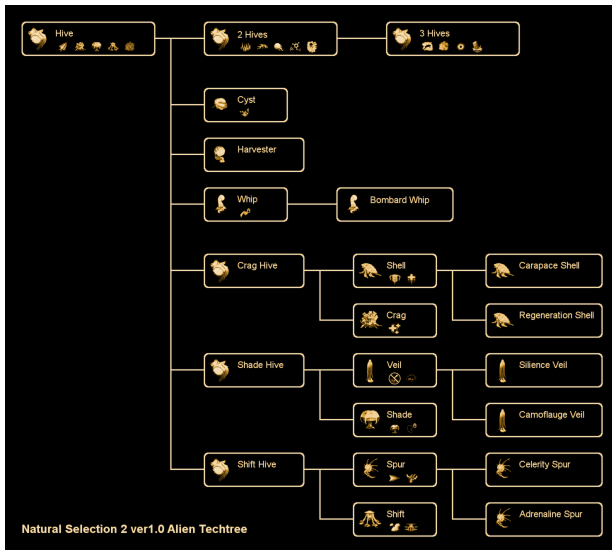 Hive
2 Hives
3 Hives
Cyst
Harvester
Whip
Bombard Whip
Crag Hive
Shell
Carapace Shell
Crag
Regeneration Shell
Shade Hive
Veil
Silience Veil
Shade
Camoflauge Veil
Shift Hive
Spur
Celerity Spur
Shift
Adrenaline Spur
Natural Selection 2 ver1.0 Alien Techtree